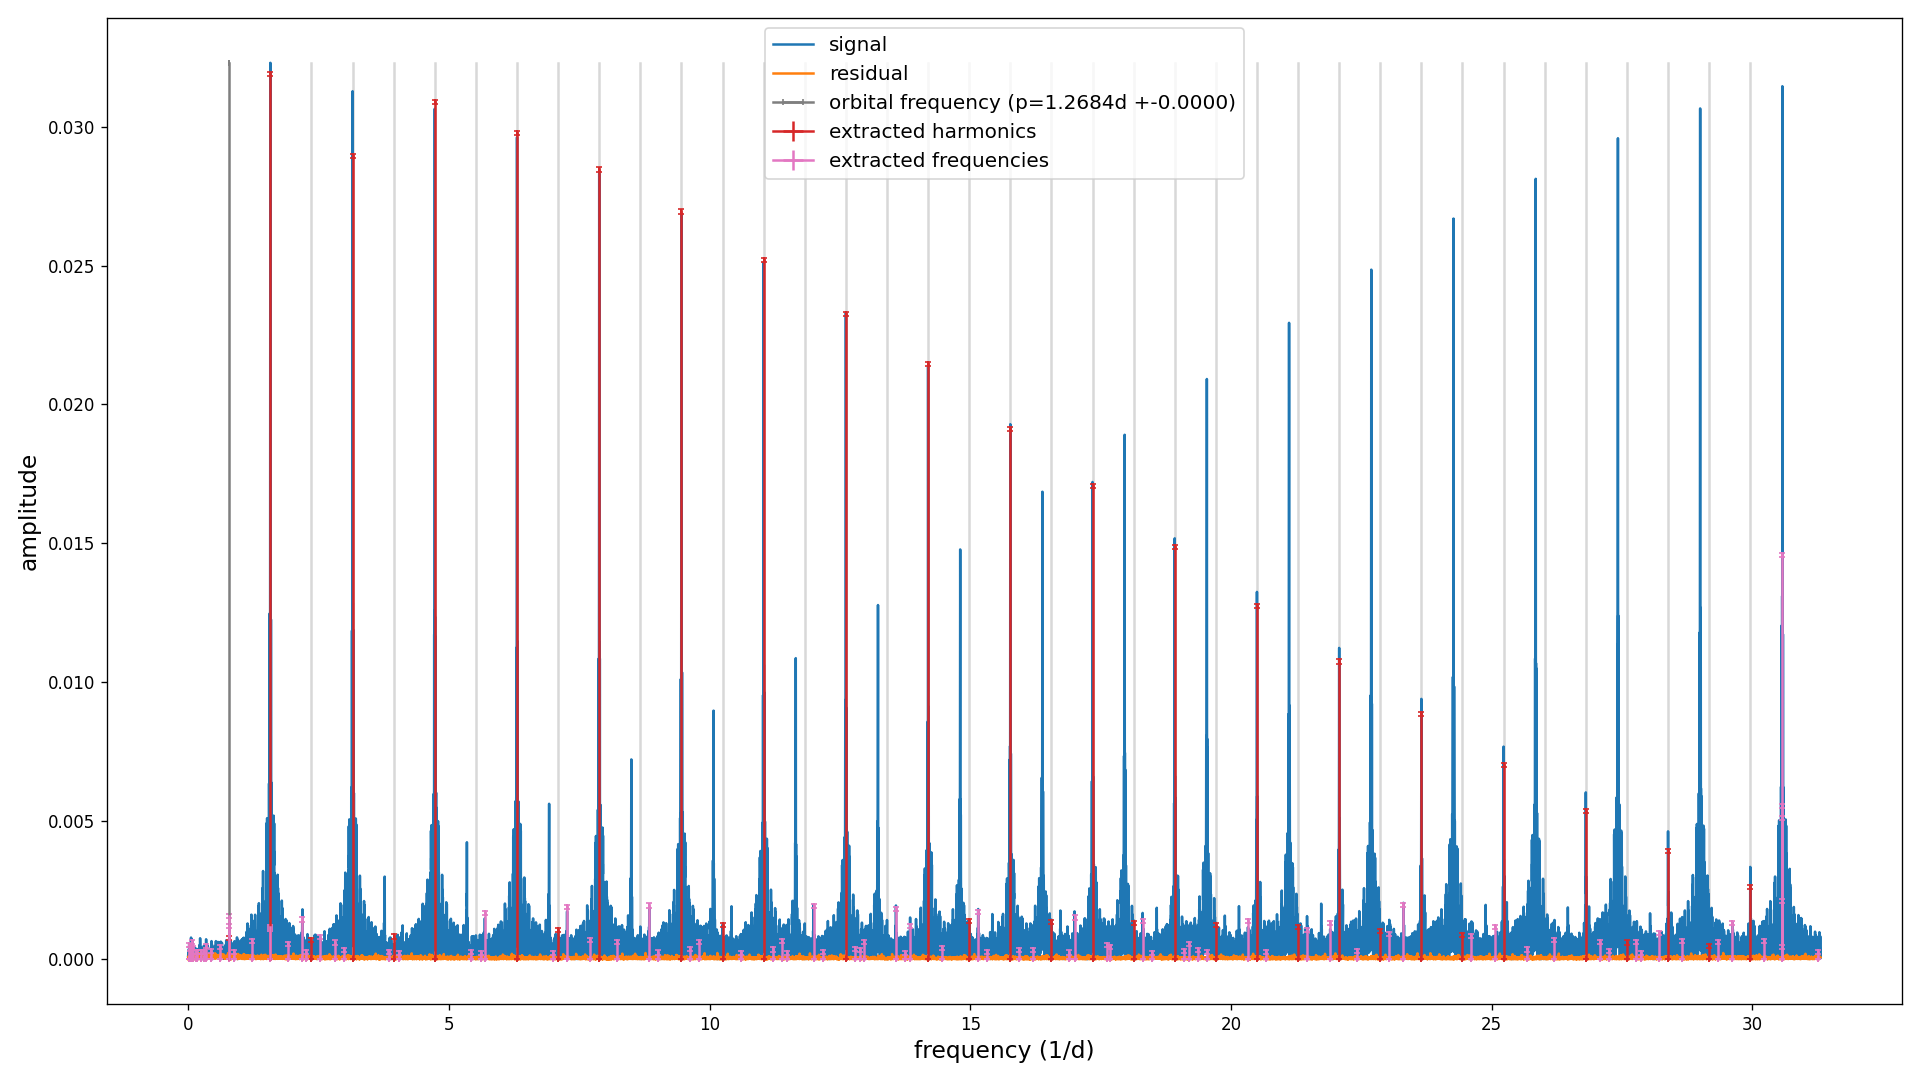 signal
residual
orbital frequency (p=1.2684d +-0.0000)
extracted harmonics
extracted frequencies
amplitude
0.030
0.025
0.020
0.015
0.010
0.005
0.000
0 5 10 15 20 25 30
frequency (1/d)